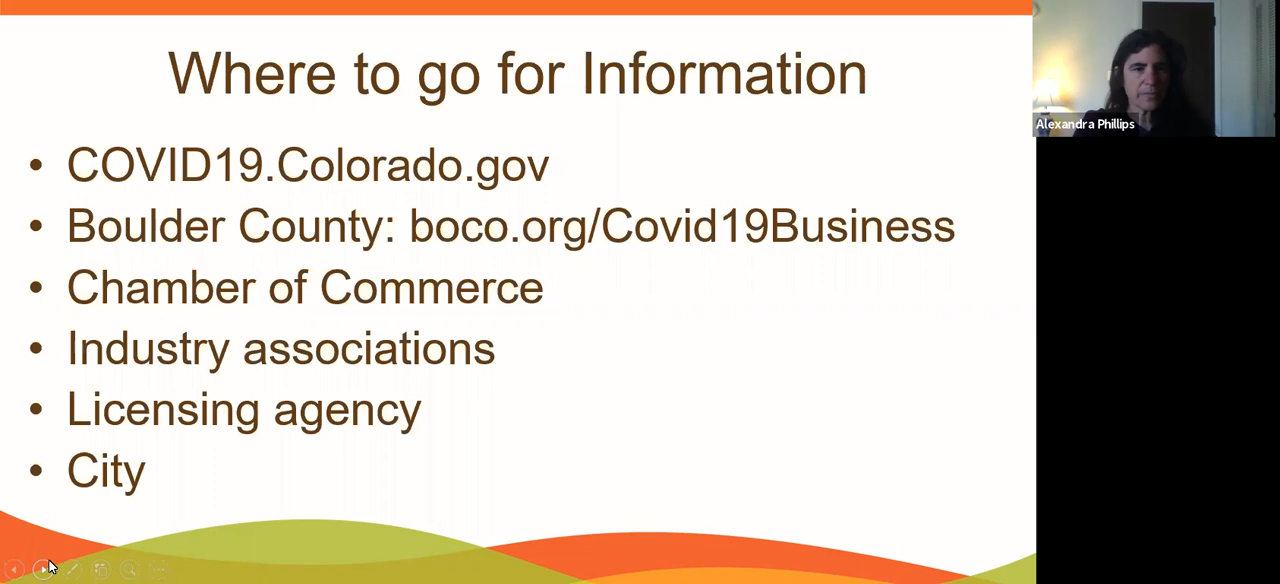 Where to go for Information
Alexandra Phillips
• COVID19.Colorado.gov
• Boulder County: boco.org/Covid19Business
• Chamber of Commerce
• Industry associations
• Licensing agency
• City